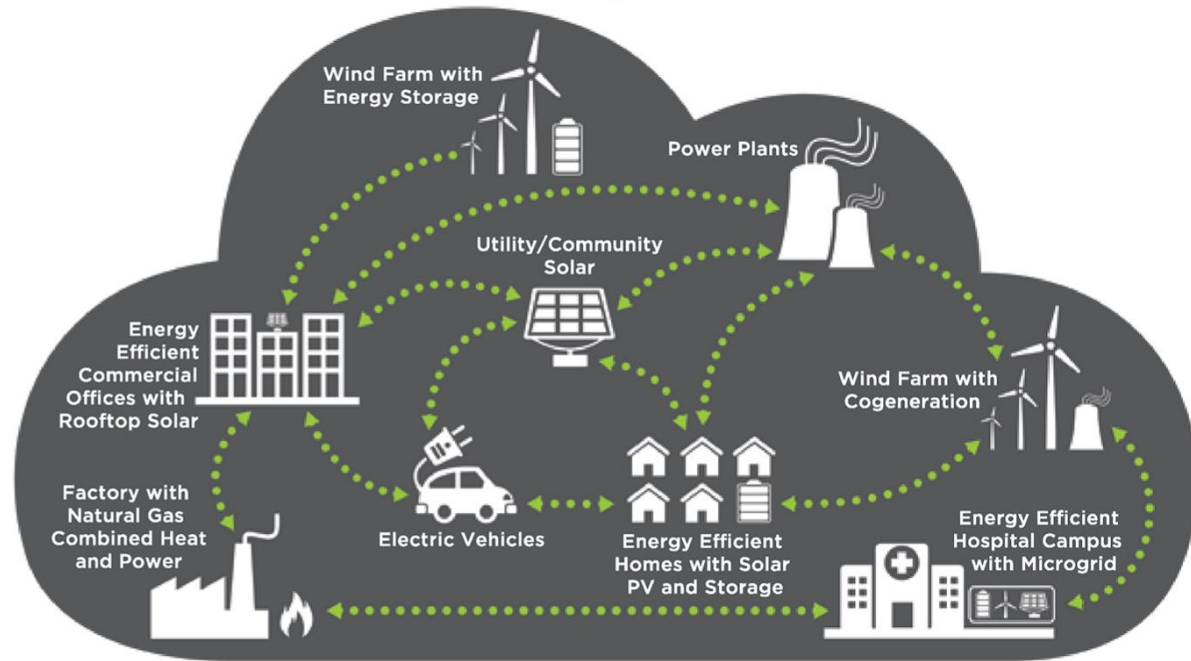 Wind Farm with
Energy Storage
Power Plants
Utility/Community
Solar
Energy
Efficient
Commercial
Offices with
Rooftop Solar
Wind Farm with
Cogeneration
Factory with
Natural Gas
Combined Heat
and Power
Electric Vehicles
Energy Efficient
Homes with Solar
PV and Storage
Energy Efficient
Hospital Campus
with Microgrid